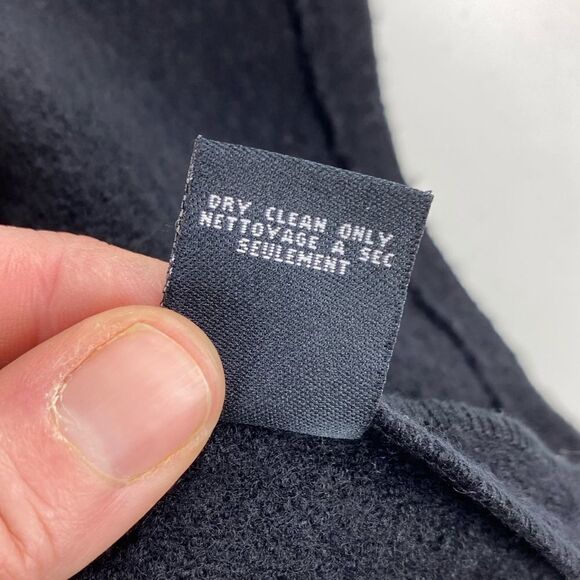 DRY CLEAN ONLY
NETTOYAGE A SEC
SEULEMENT